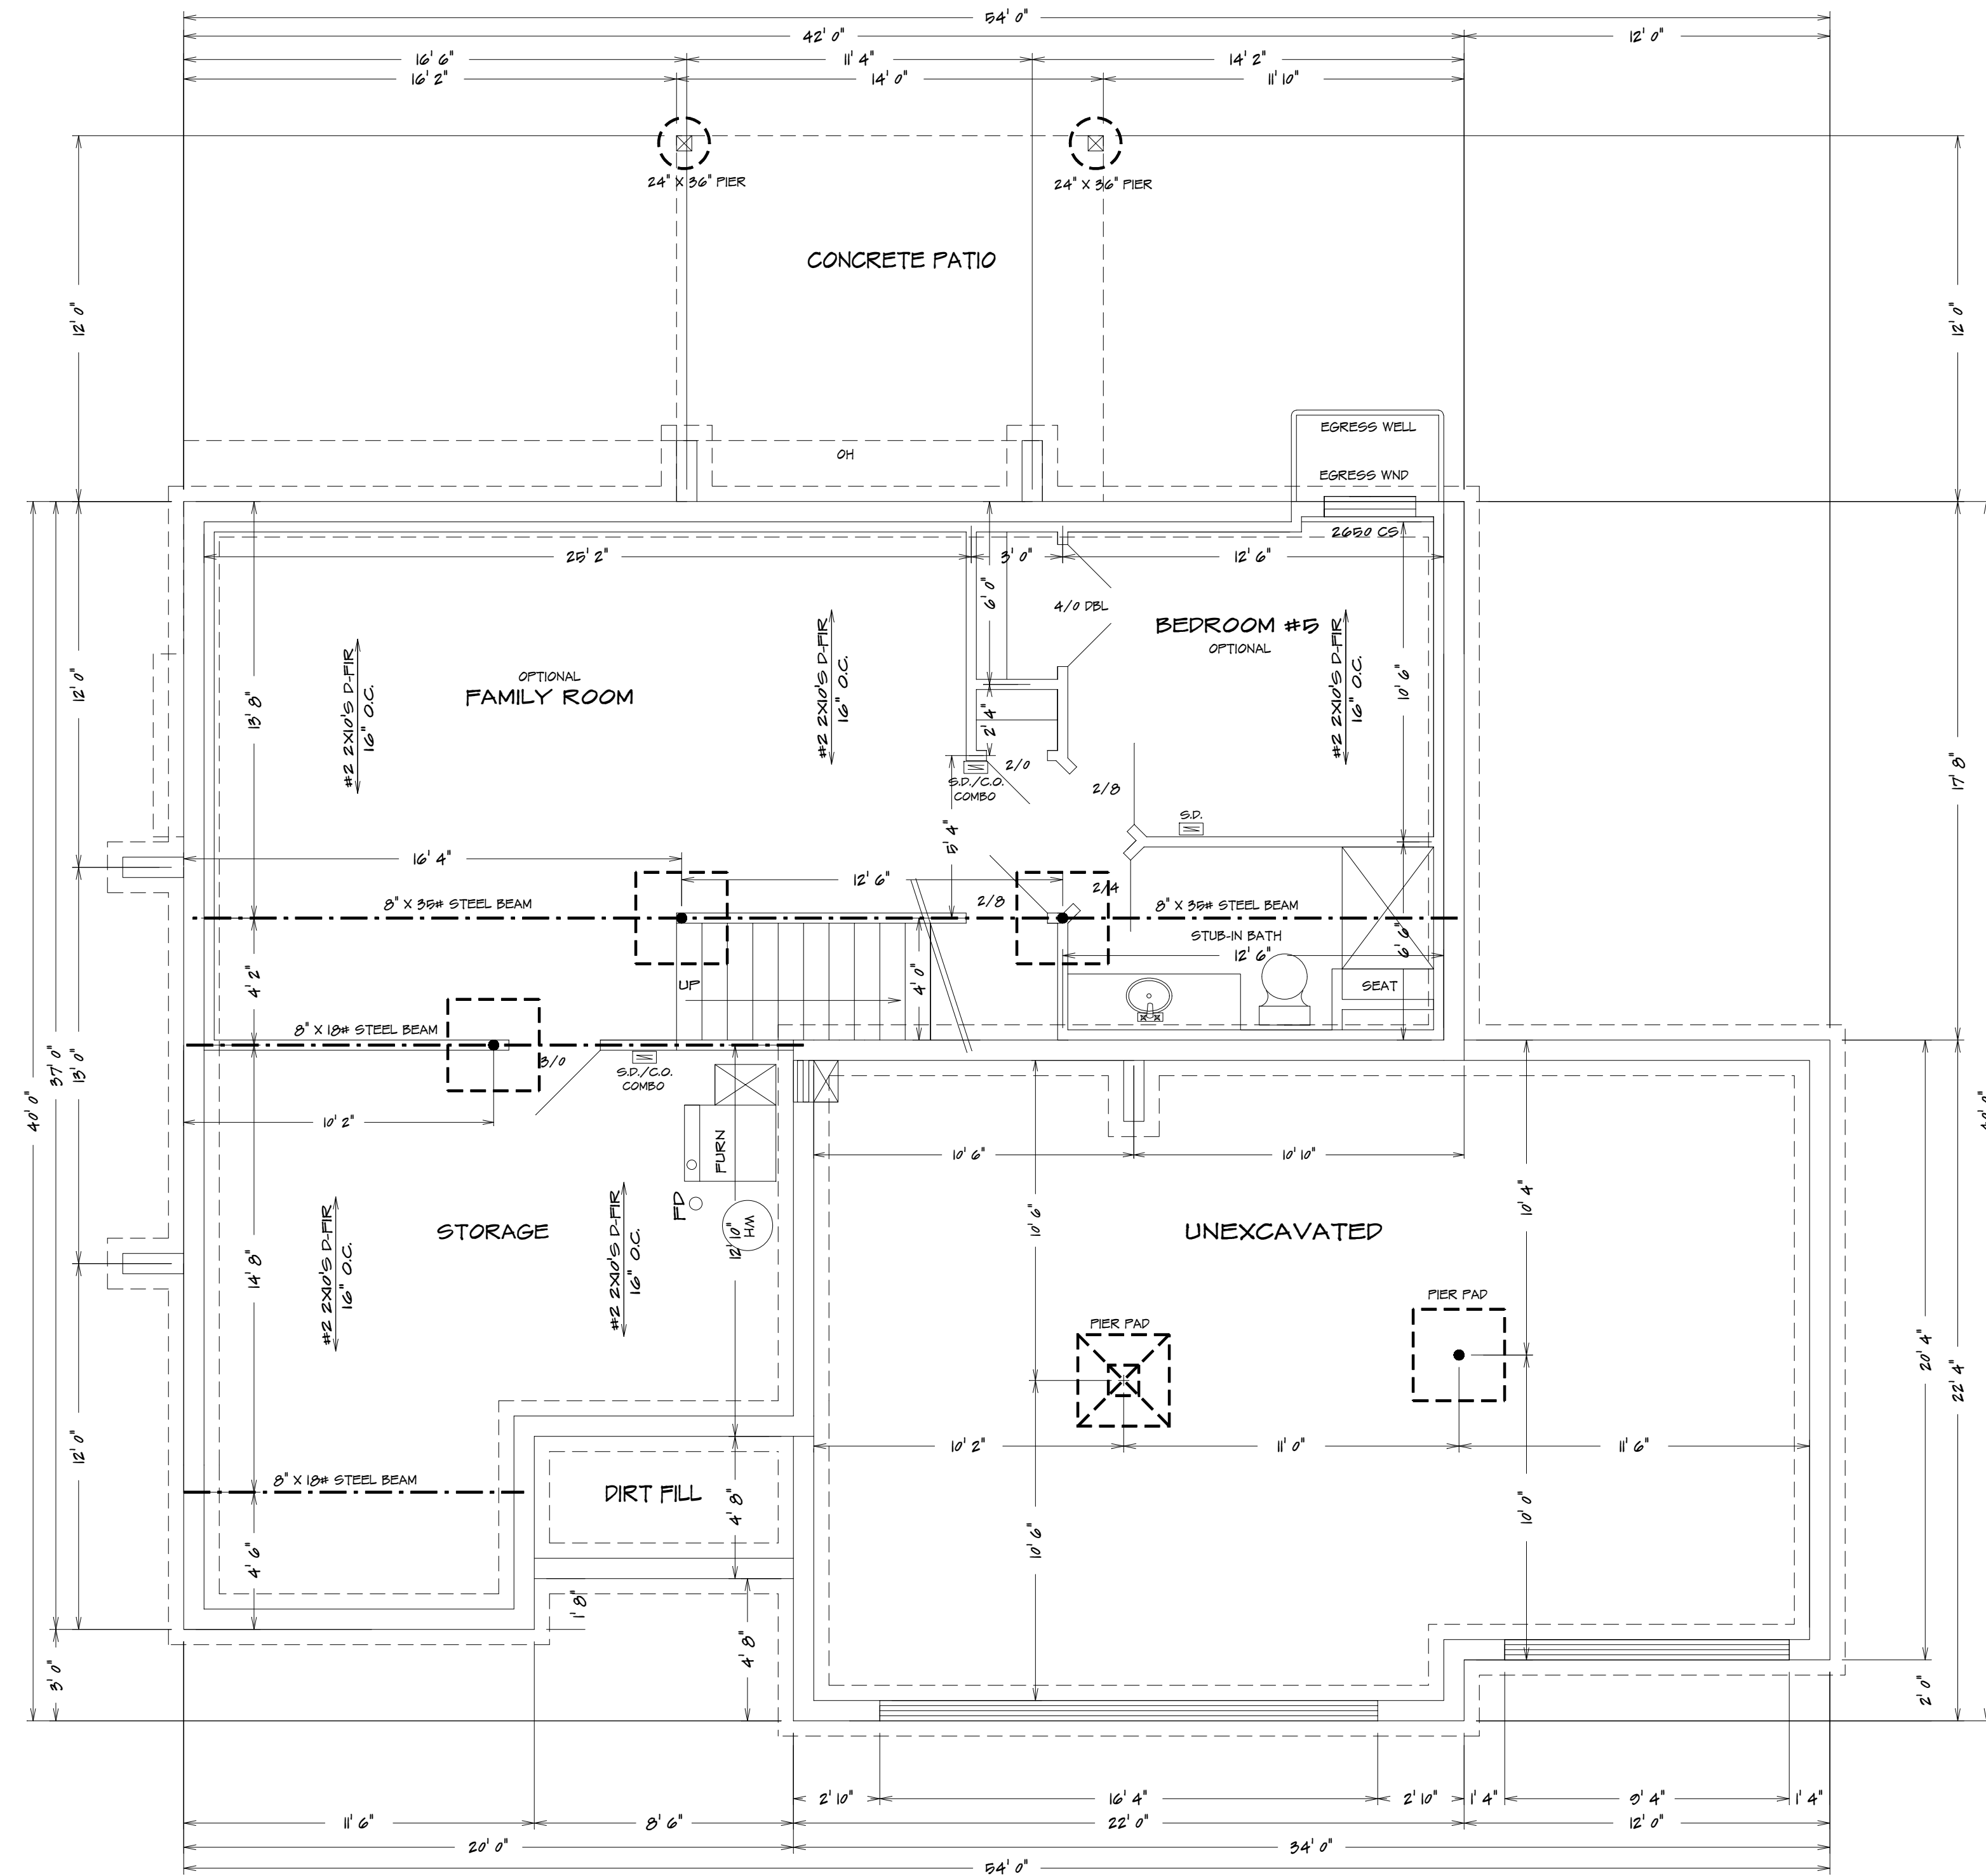 54' 0"
42' 0"
12' 0"
16' 6"
11' 4"
14' 2"
16' 2"
14' 0"
11' 10"
24" X 36" PIER
24" X 36" PIER
CONCRETE PATIO
12' 0"
12' 0"
EGRESS WELL
OH
EGRESS WND
2650 CS
25' 2"
3' 0"
12' 6"
6' 0"
4/0 DBL
BEDROOM #5
OPTIONAL
#2 2X10'S D-FIR
16" O.C.
#2 2X10'S D-FIR
16" O.C.
#2 2X10'S D-FIR
16" O.C.
OPTIONAL
FAMILY ROOM
12' 0"
13' 8"
10' 6"
2' 4"
17' 8"
2/0
S.D./C.O.
COMBO
2/8
S.D.
5' 4"
16' 4"
12' 6"
2/4
2/8
8" X 35# STEEL BEAM
8" X 35# STEEL BEAM
STUB-IN BATH
6' 6"
12' 6"
4' 2"
UP
4' 0"
SEAT
8" X 18# STEEL BEAM
3/0
S.D./C.O.
COMBO
40' 0"
37' 0"
13' 0"
40' 0"
10' 2"
FURN
10' 6"
10' 10"
FD
WH
12' 10"
10' 6"
10' 4"
STORAGE
UNEXCAVATED
14' 8"
#2 2X10'S D-FIR
16" O.C.
#2 2X10'S D-FIR
16" O.C.
PIER PAD
PIER PAD
20' 4"
22' 4"
12' 0"
10' 2"
11' 0"
11' 6"
8" X 18# STEEL BEAM
DIRT FILL
4' 8"
10' 6"
10' 0"
4' 6"
1' 8"
4' 8"
3' 0"
2' 0"
2' 10"
16' 4"
2' 10"
1' 4"
9' 4"
1' 4"
11' 6"
8' 6"
22' 0"
12' 0"
20' 0"
34' 0"
54' 0"